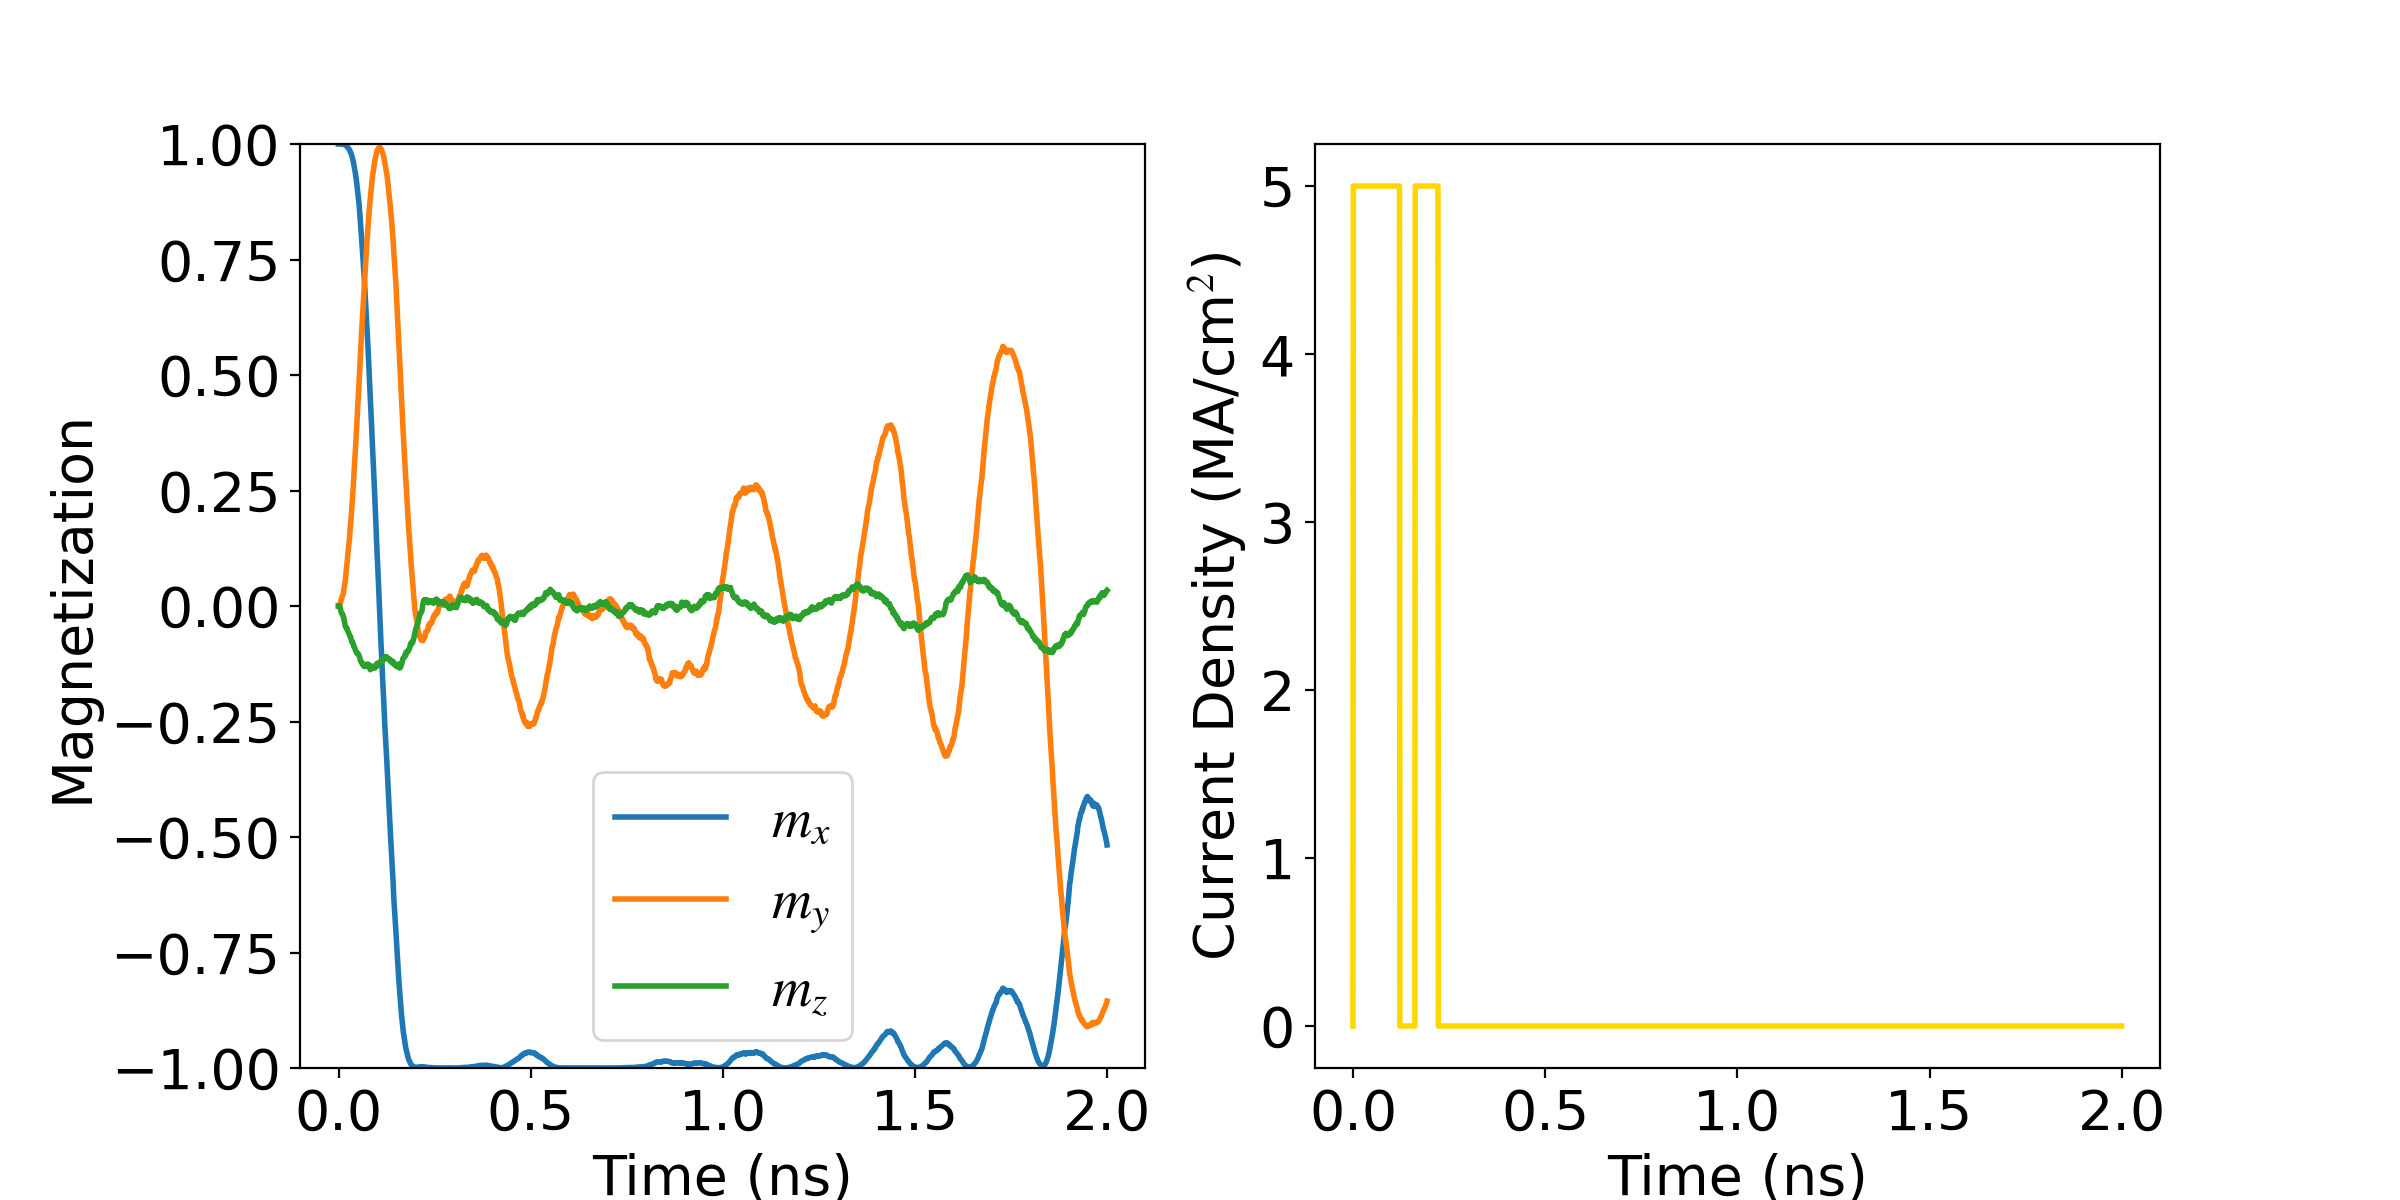 Magnetization
1.00
0.75
0.50
0.25
0.00
−0.25
−0.50
−0.75
−1.00
0.0 0.5 1.0 1.5 2.0
Time (ns)
m_x
m_y
m_z
Current Density (MA/cm²)
5
4
3
2
1
0
0.0 0.5 1.0 1.5 2.0
Time (ns)